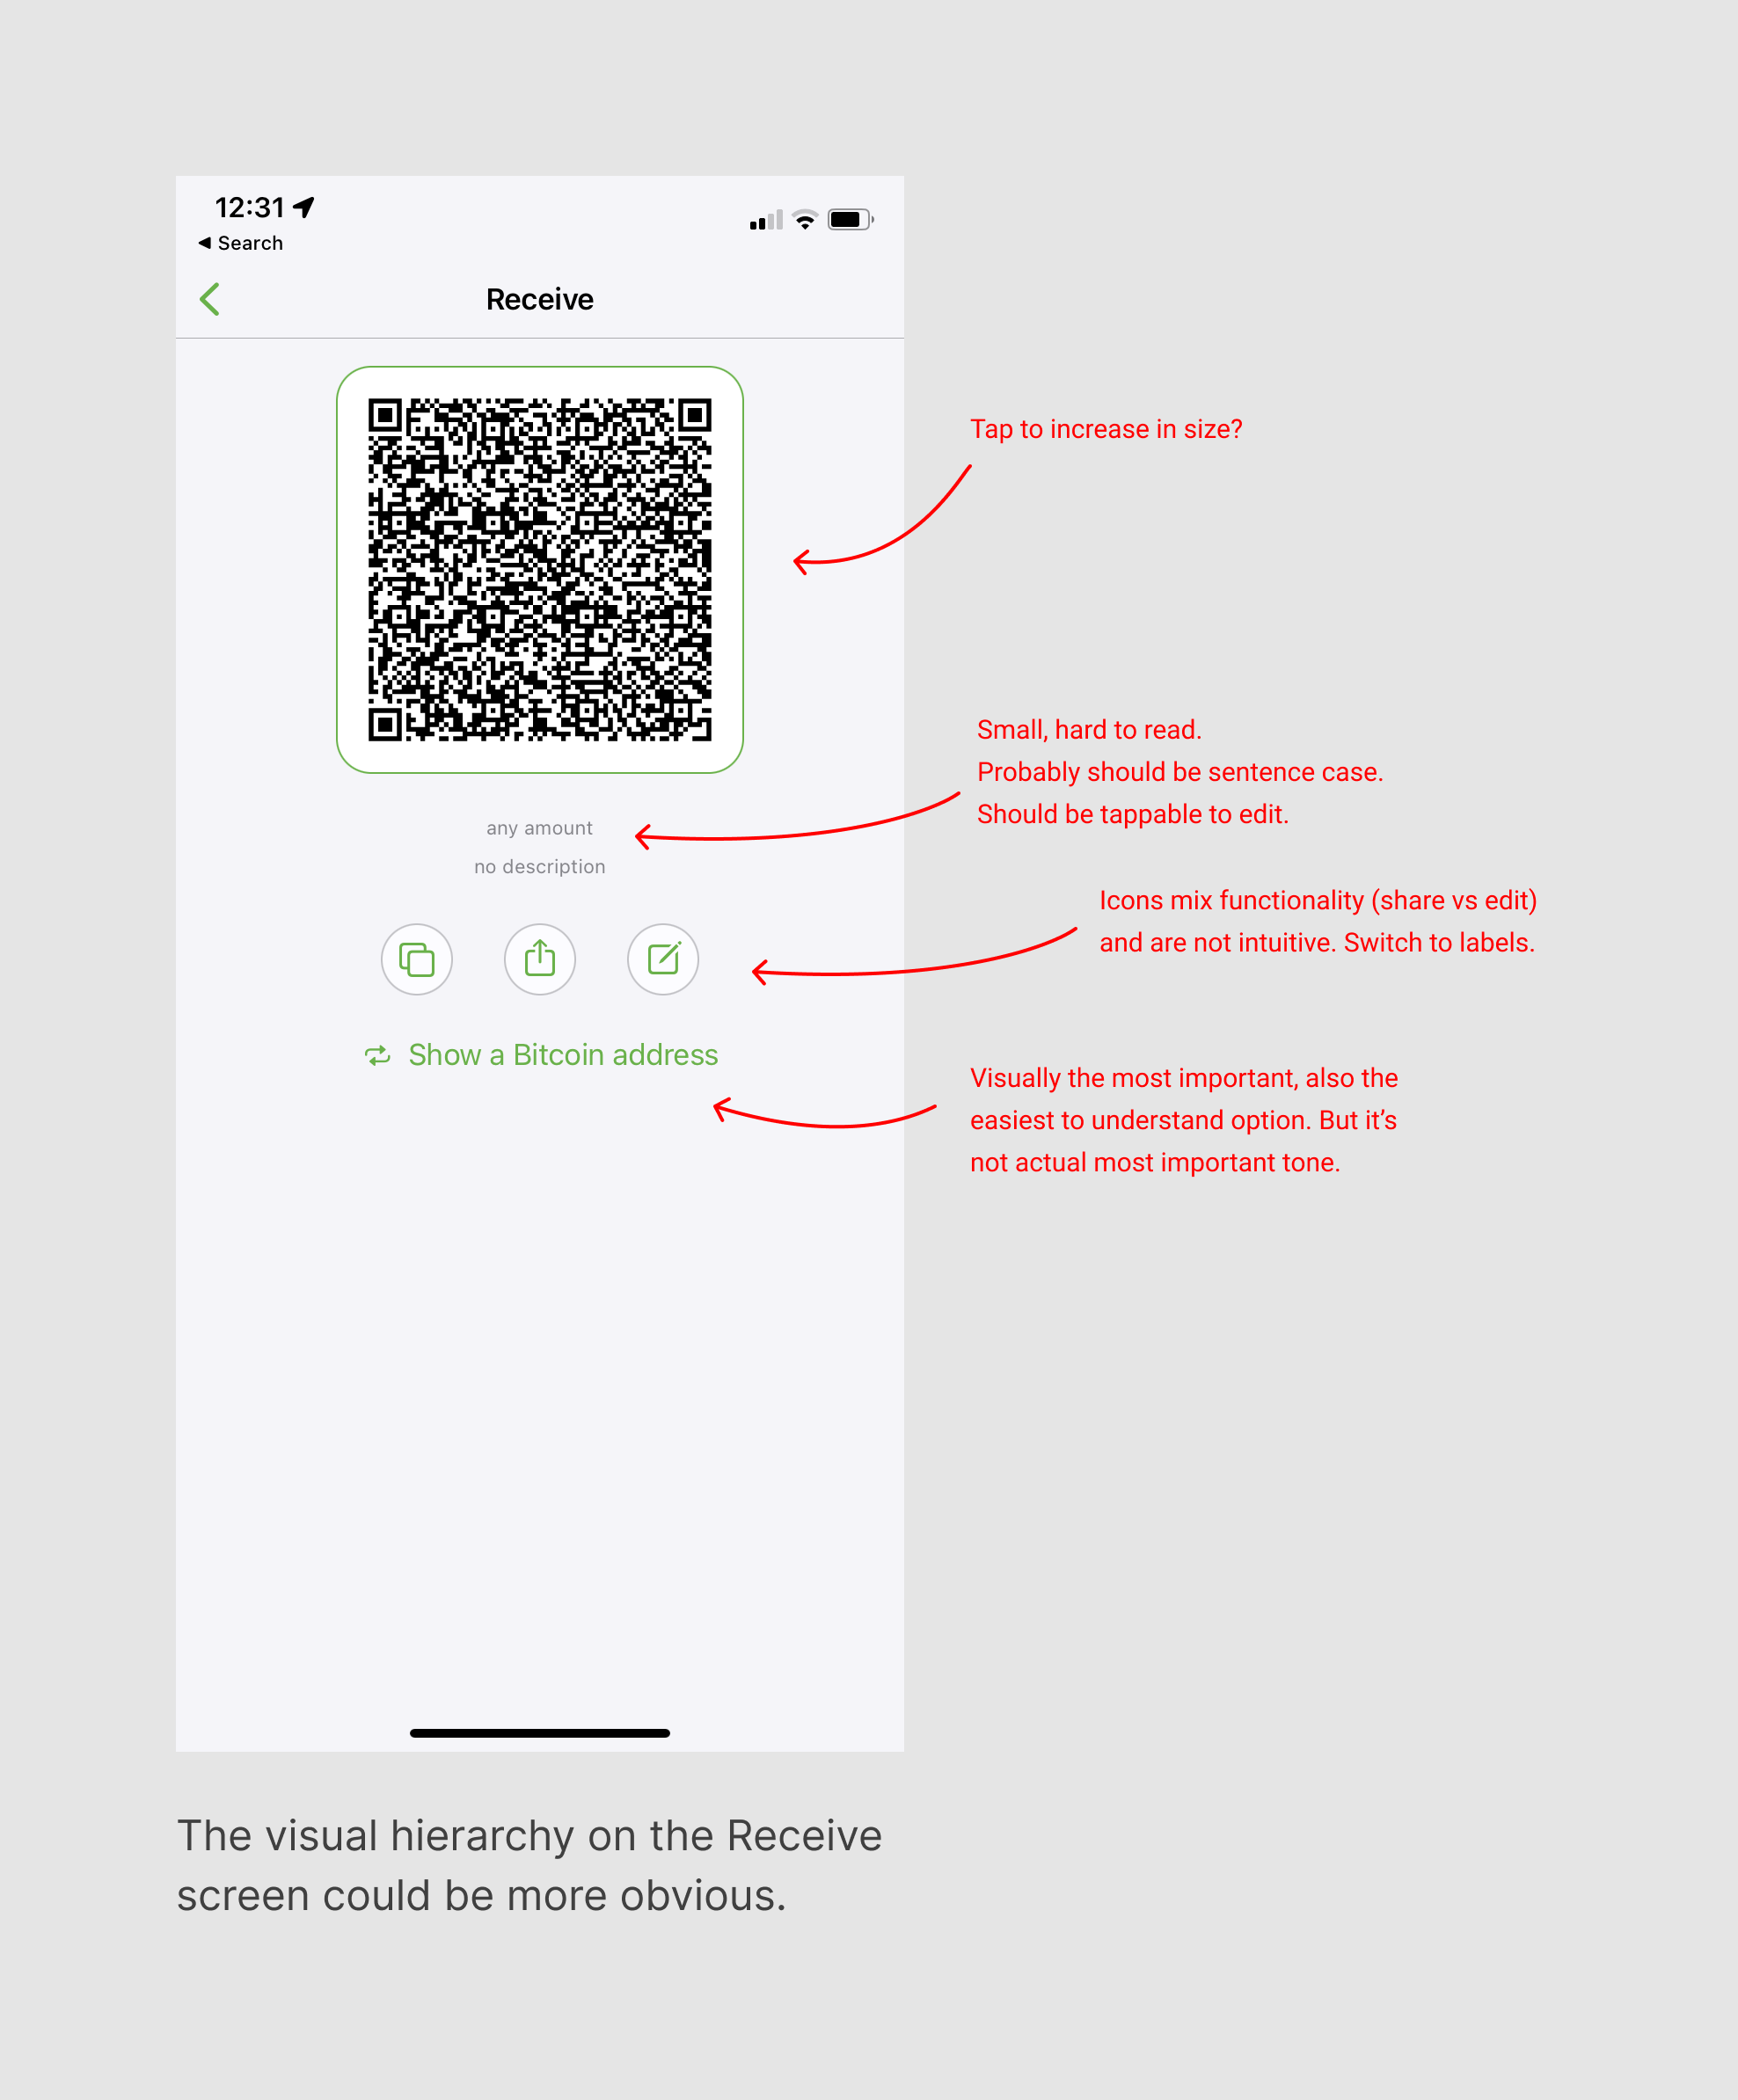 12:31
Search
Receive
Tap to increase in size?
Small, hard to read.
Probably should be sentence case.
Should be tappable to edit.
any amount
no description
Icons mix functionality (share vs edit)
and are not intuitive. Switch to labels.
Show a Bitcoin address
Visually the most important, also the
easiest to understand option. But it’s
not actual most important tone.
The visual hierarchy on the Receive
screen could be more obvious.